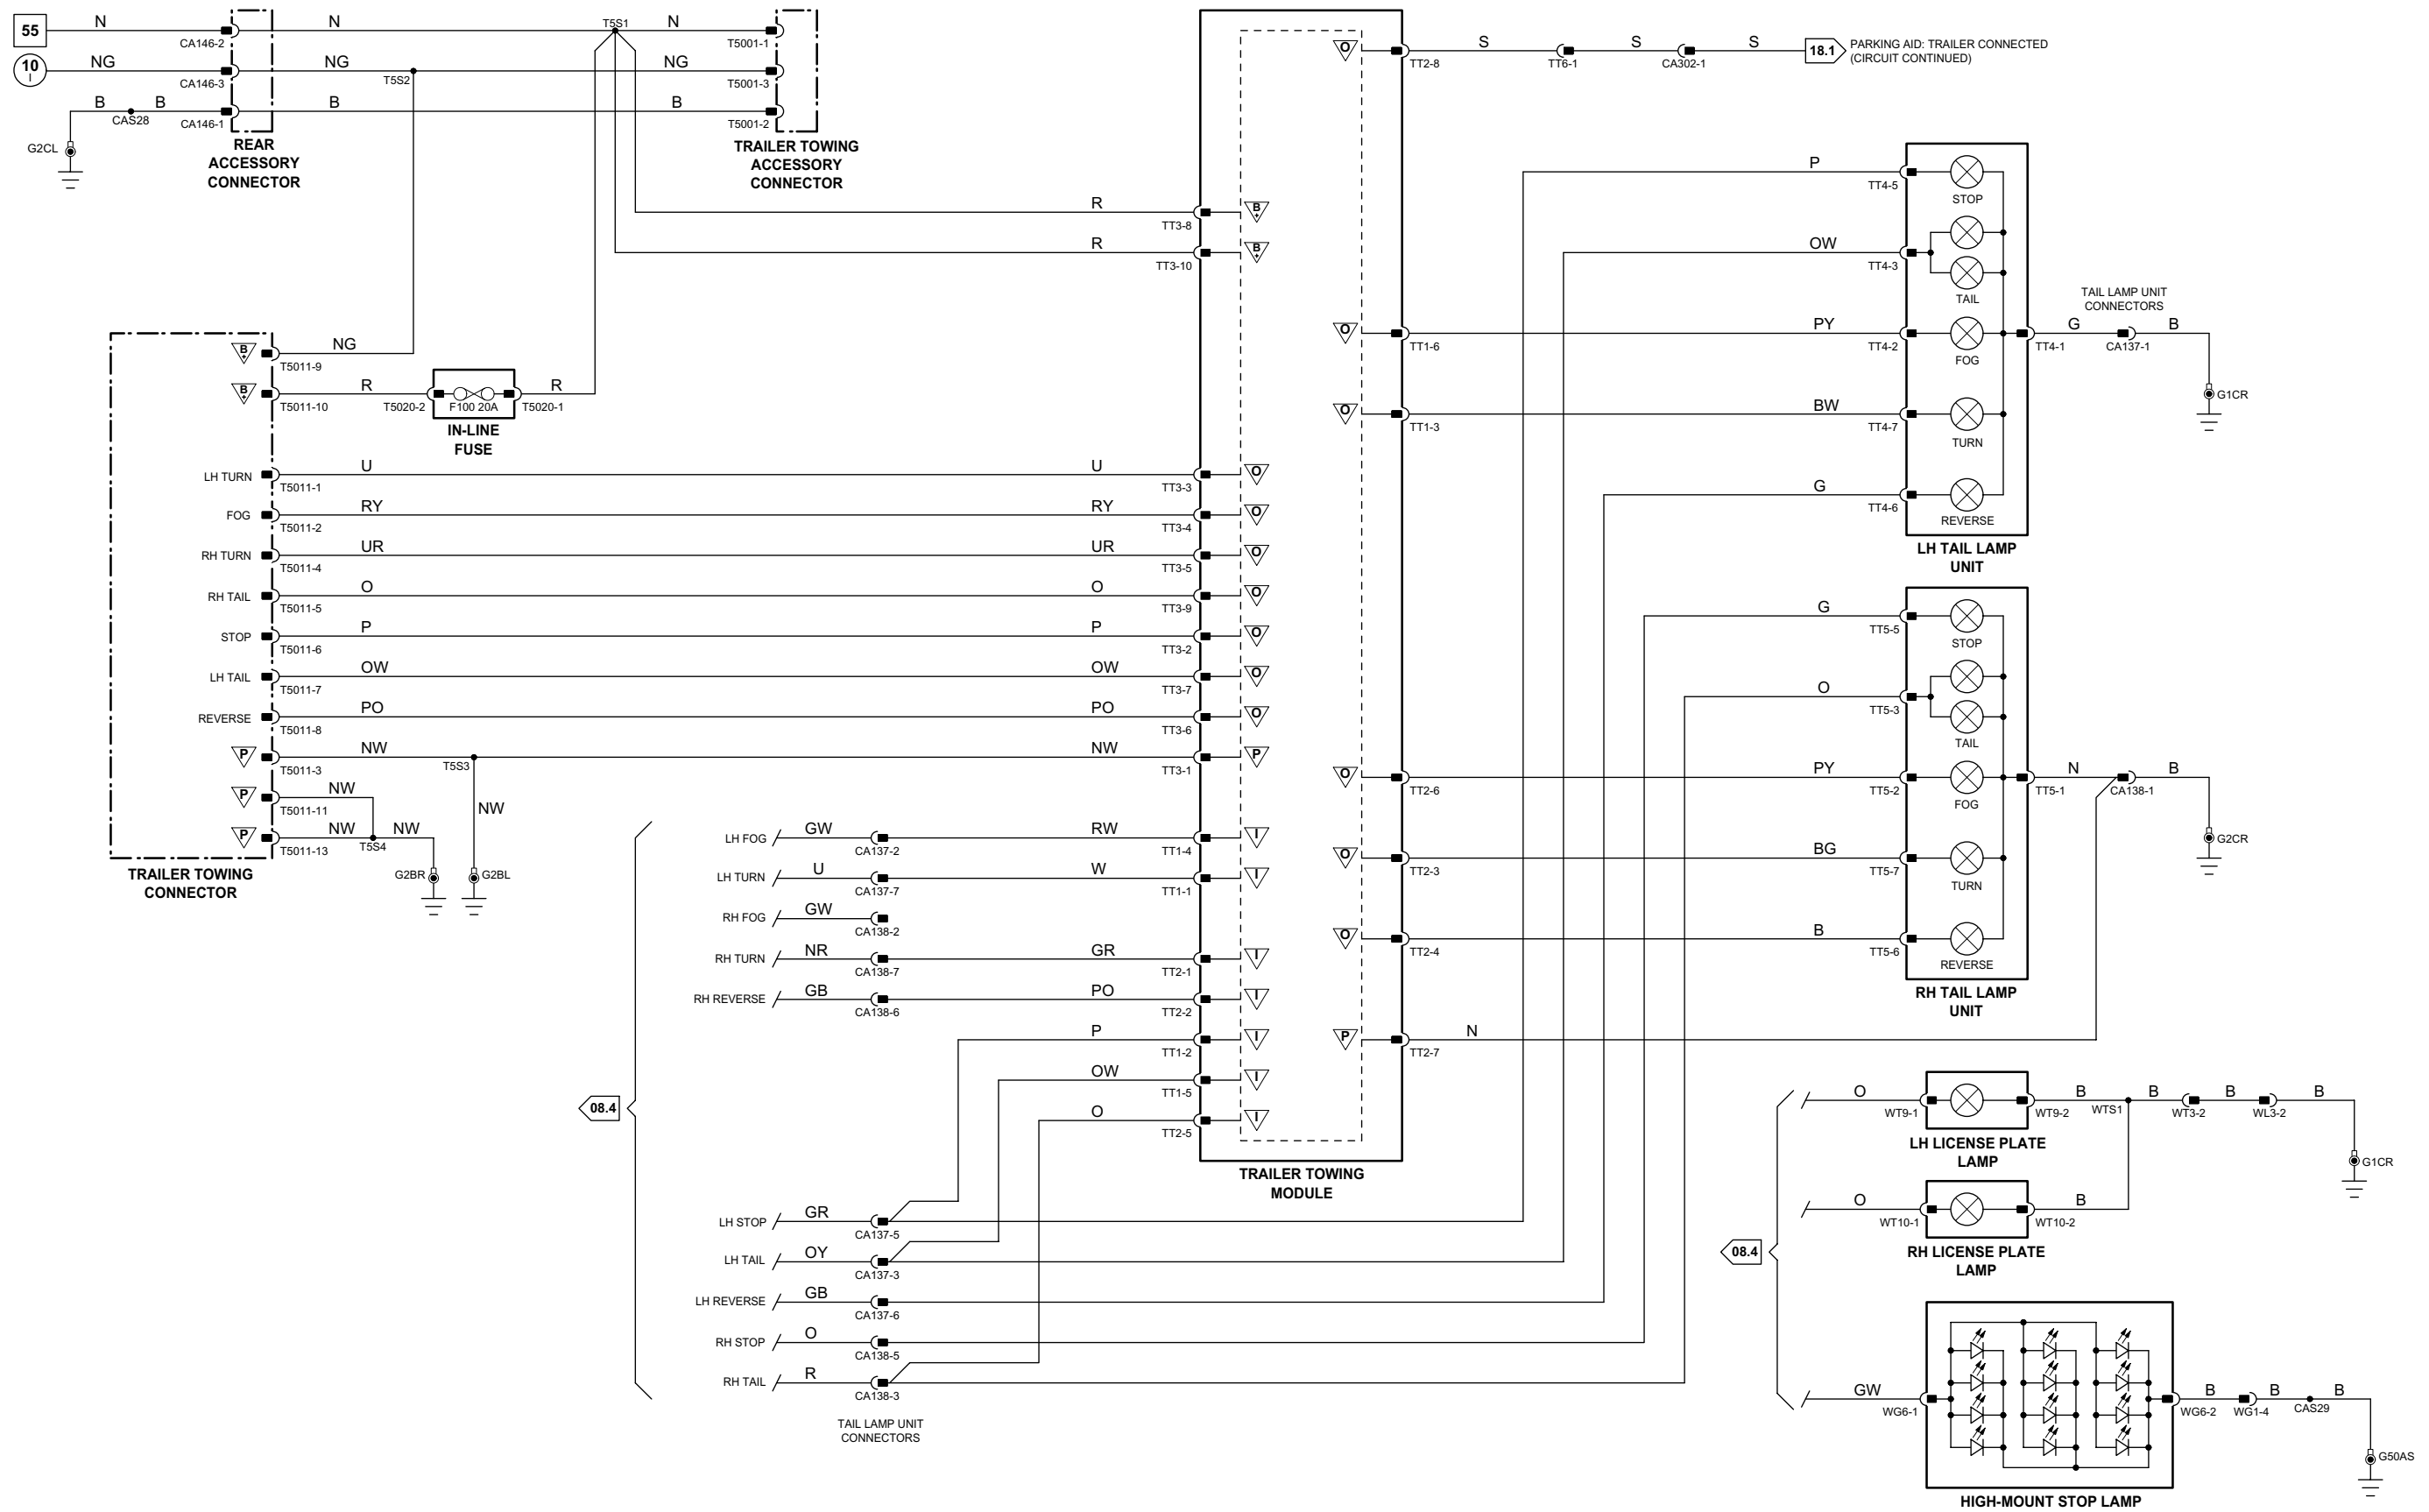 55
N
CA146-2
N
T5S1
N
T5001-1
10
I
NG
CA146-3
NG
T5S2
NG
T5001-3
B
CAS28
B
CA146-1
B
B
T5001-2
G2CL
REAR
ACCESSORY
CONNECTOR
TRAILER TOWING
ACCESSORY
CONNECTOR
R
TT3-8
B+
R
TT3-10
B+
O
TT2-8
S
TT6-1
S
CA302-1
S
18.1
PARKING AID: TRAILER CONNECTED
(CIRCUIT CONTINUED)
P
TT4-5
STOP
OW
TT4-3
TAIL
O
TT1-6
PY
TT4-2
FOG
TT4-1
G
TAIL LAMP UNIT
CONNECTORS
CA137-1
B
G1CR
O
TT1-3
BW
TT4-7
TURN
G
TT4-6
REVERSE
LH TAIL LAMP
UNIT
B+
T5011-9
NG
B+
T5011-10
R
T5020-2
F100 20A
T5020-1
R
IN-LINE
FUSE
LH TURN
T5011-1
U
U
TT3-3
O
FOG
T5011-2
RY
RY
TT3-4
O
RH TURN
T5011-4
UR
UR
TT3-5
O
RH TAIL
T5011-5
O
O
TT3-9
O
STOP
T5011-6
P
P
TT3-2
O
LH TAIL
T5011-7
OW
OW
TT3-7
O
REVERSE
T5011-8
PO
PO
TT3-6
O
P
T5011-3
NW
T5S3
NW
TT3-1
P
P
T5011-11
NW
NW
P
T5011-13
NW
T5S4
NW
G2BR
G2BL
TRAILER TOWING
CONNECTOR
G
TT5-5
STOP
O
TT5-3
TAIL
O
TT2-6
PY
TT5-2
FOG
TT5-1
N
CA138-1
B
G2CR
O
TT2-3
BG
TT5-7
TURN
O
TT2-4
B
TT5-6
REVERSE
RH TAIL LAMP
UNIT
P
TT2-7
N
08.4
LH FOG
GW
CA137-2
RW
TT1-4
I
LH TURN
U
CA137-7
W
TT1-1
I
RH FOG
GW
CA138-2
RH TURN
NR
CA138-7
GR
TT2-1
I
RH REVERSE
GB
CA138-6
PO
TT2-2
I
P
TT1-2
I
OW
TT1-5
I
O
TT2-5
I
TRAILER TOWING
MODULE
LH STOP
GR
CA137-5
LH TAIL
OY
CA137-3
LH REVERSE
GB
CA137-6
RH STOP
O
CA138-5
RH TAIL
R
CA138-3
TAIL LAMP UNIT
CONNECTORS
08.4
O
WT9-1
WT9-2
B
WTS1
B
WT3-2
B
WL3-2
B
G1CR
LH LICENSE PLATE
LAMP
O
WT10-1
WT10-2
B
RH LICENSE PLATE
LAMP
GW
WG6-1
WG6-2
B
WG1-4
B
CAS29
B
G50AS
HIGH-MOUNT STOP LAMP